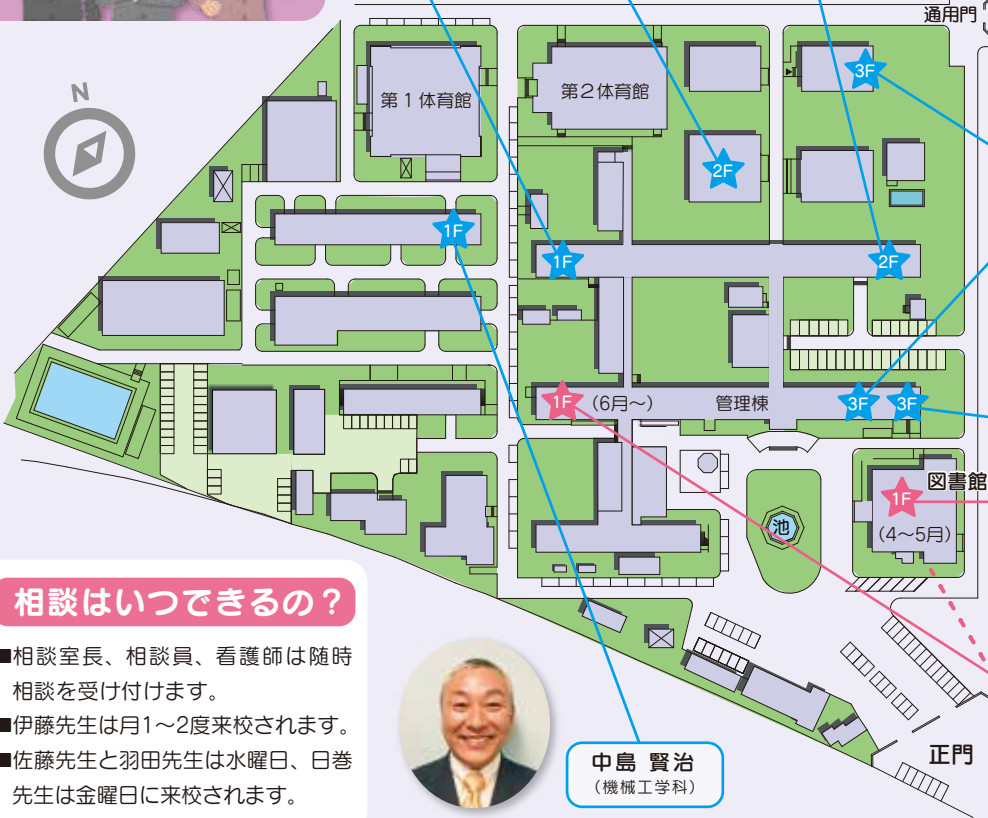 通用門
N
第1体育館
第2体育館
3F
2F
1F
1F
2F
1F
(6月～)
管理棟
3F
3F
図書館
1F
(4～5月)
池
相談はいつできるの？
■相談室長、相談員、看護師は随時
相談を受け付けます。
■伊藤先生は月1～2度来校されます。
■佐藤先生と羽田先生は水曜日、日巻
先生は金曜日に来校されます。
中島 賢治
（機械工学科）
正門